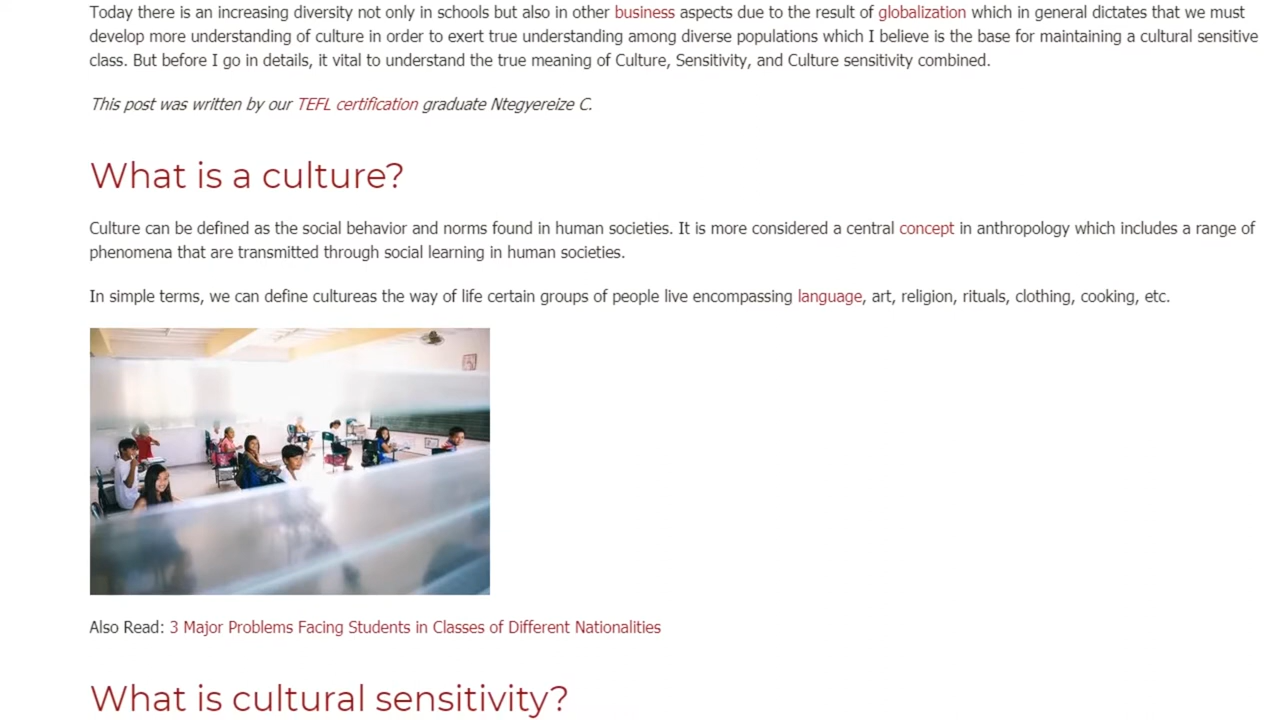 Today there is an increasing diversity not only in schools but also in other business aspects due to the result of globalization which in general dictates that we must
develop more understanding of culture in order to exert true understanding among diverse populations which I believe is the base for maintaining a cultural sensitive
class. But before I go in details, it vital to understand the true meaning of Culture, Sensitivity, and Culture sensitivity combined.
This post was written by our TEFL certification graduate Ntegyereize C.
What is a culture?
Culture can be defined as the social behavior and norms found in human societies. It is more considered a central concept in anthropology which includes a range of
phenomena that are transmitted through social learning in human societies.
In simple terms, we can define cultureas the way of life certain groups of people live encompassing language, art, religion, rituals, clothing, cooking, etc.
Also Read: 3 Major Problems Facing Students in Classes of Different Nationalities
What is cultural sensitivity?